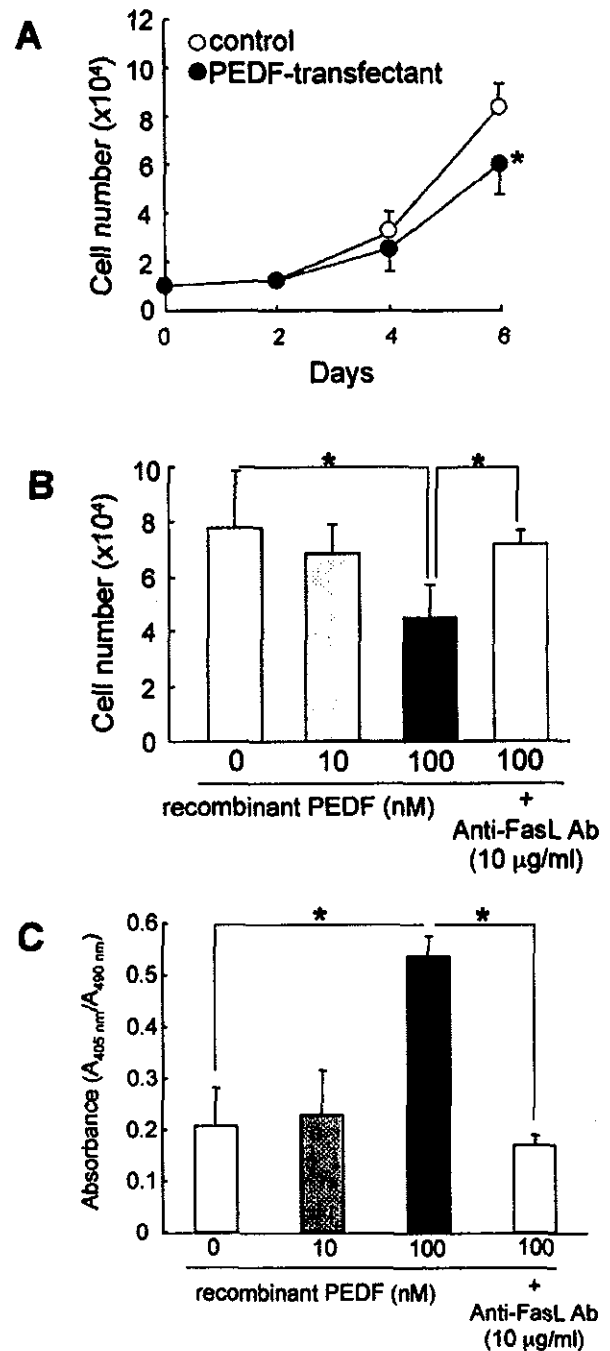 A
12
10
8
6
4
2
0
Cell number (x10⁴)
control
PEDF-transfectant
*
0 2 4 6
Days
B
10
8
6
4
2
0
Cell number (x10⁴)
* *
0 10 100 100
recombinant PEDF (nM) +
Anti-FasL Ab
(10 μg/ml)
C
0.6
0.5
0.4
0.3
0.2
0.1
0
Absorbance (A405 nm/A490 nm)
* *
0 10 100 100
recombinant PEDF (nM) +
Anti-FasL Ab
(10 μg/ml)